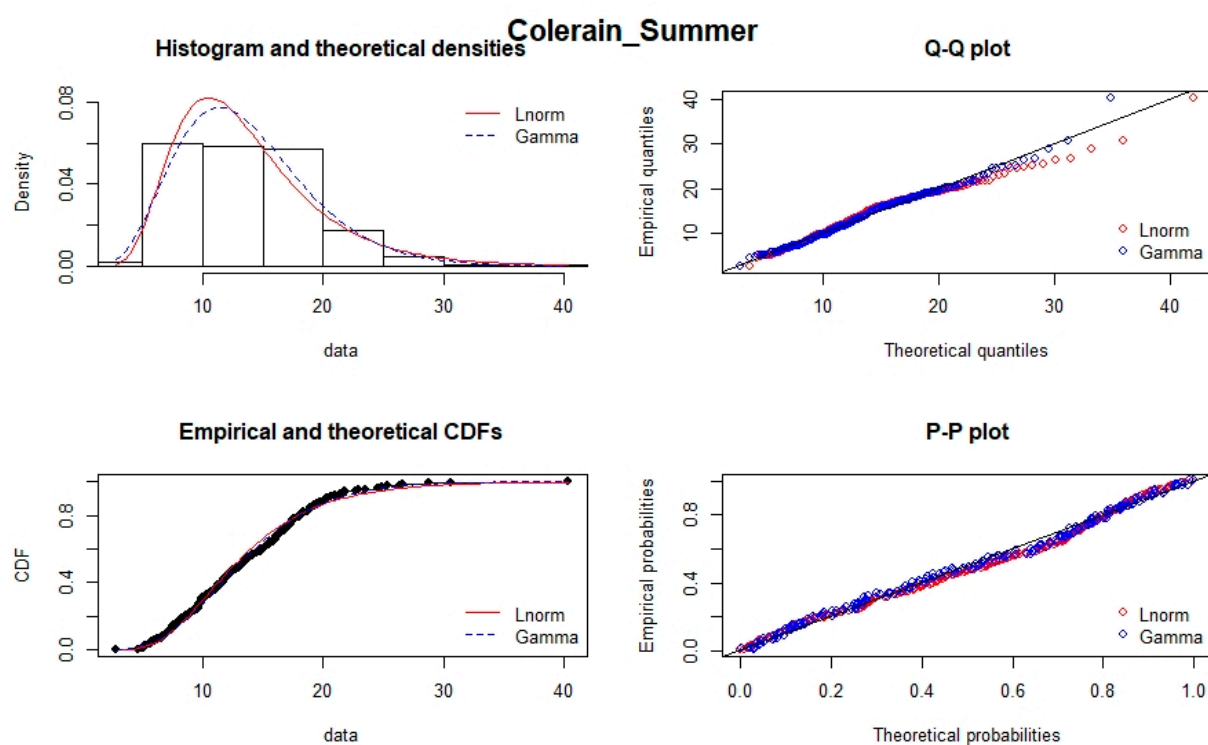 Colerain_Summer
Histogram and theoretical densities
Density
0.00
0.04
0.08
10
20
30
40
data
Lnorm
Gamma
Q-Q plot
Empirical quantiles
10
20
30
40
10
20
30
40
Theoretical quantiles
Lnorm
Gamma
Empirical and theoretical CDFs
CDF
0.0
0.4
0.8
10
20
30
40
data
Lnorm
Gamma
P-P plot
Empirical probabilities
0.0
0.4
0.8
0.0
0.2
0.4
0.6
0.8
1.0
Theoretical probabilities
Lnorm
Gamma